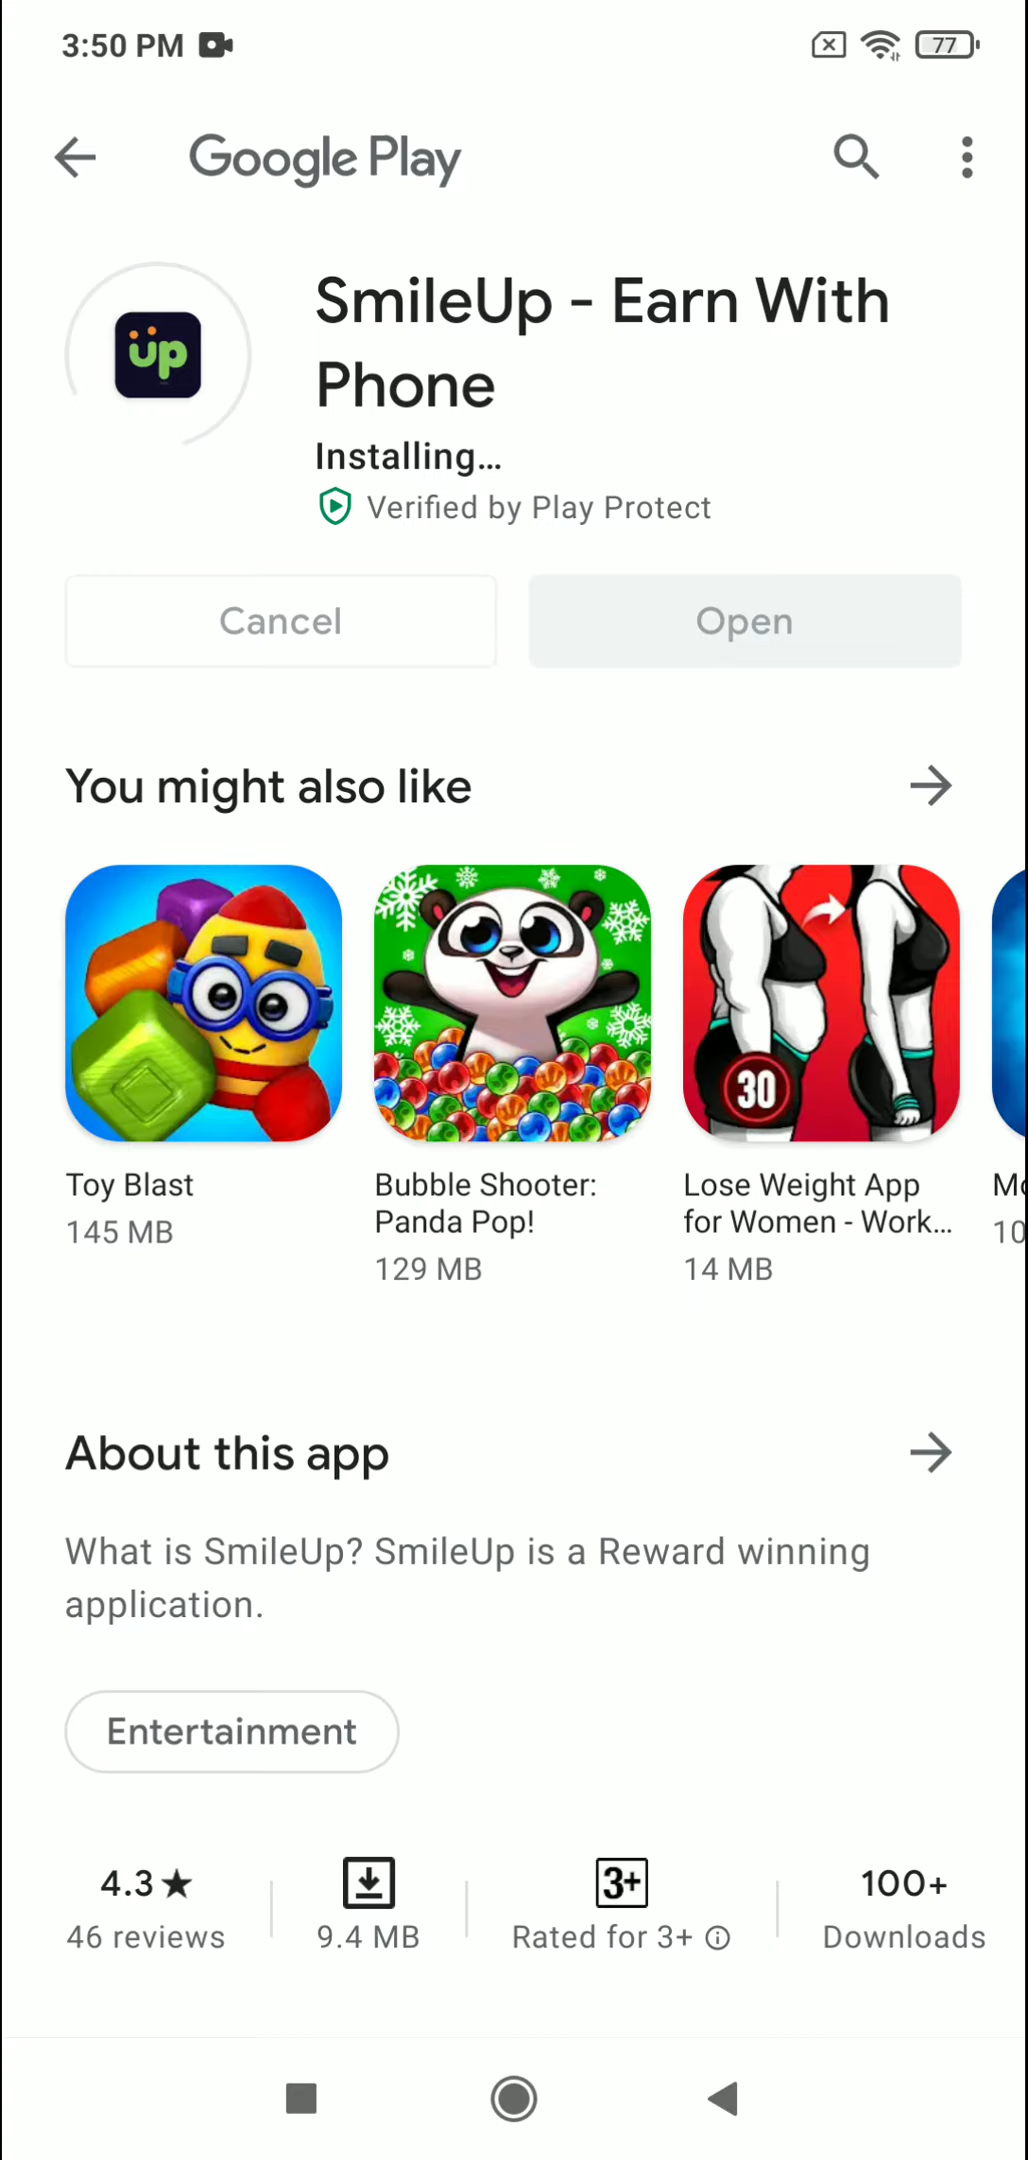 3:50 PM
77
Google Play
up
SmileUp - Earn With
Phone
Installing...
Verified by Play Protect
Cancel
Open
You might also like
30
Toy Blast
145 MB
Bubble Shooter:
Panda Pop!
129 MB
Lose Weight App
for Women - Work...
14 MB
10
About this app
What is SmileUp? SmileUp is a Reward winning
application.
Entertainment
4.3★
46 reviews
9.4 MB
3+
Rated for 3+
100+
Downloads